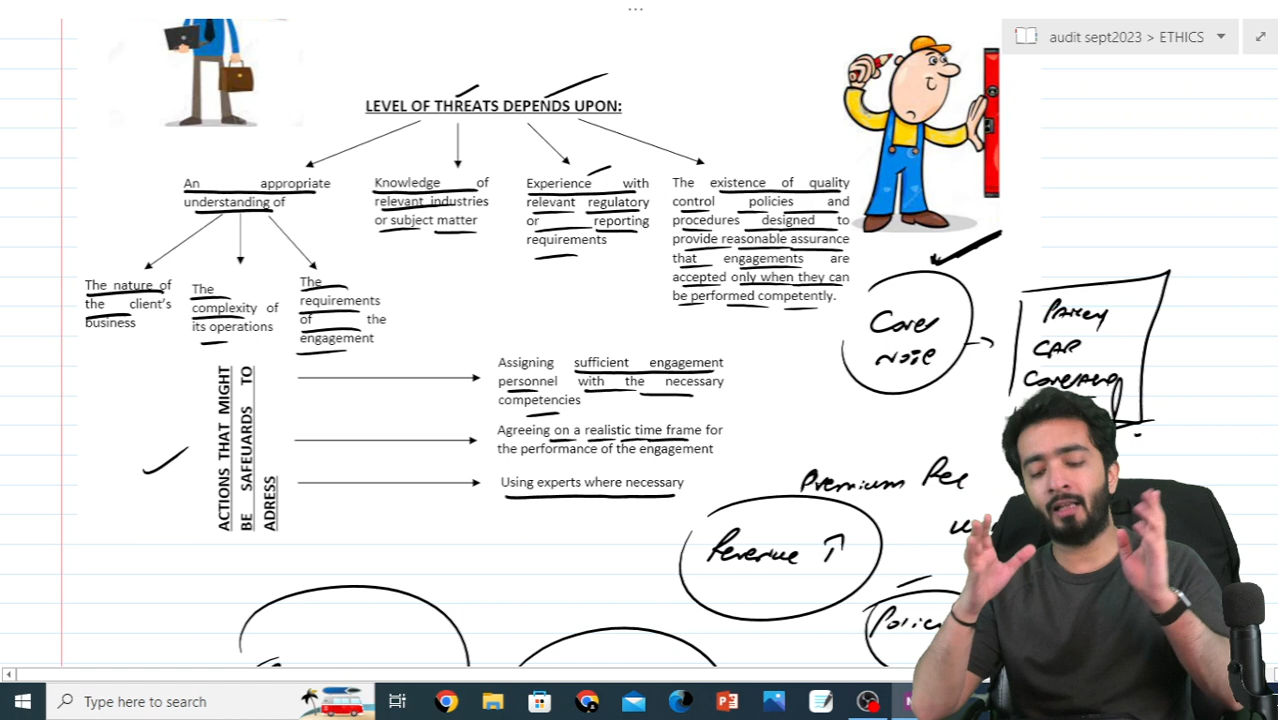 audit sept2023 > ETHICS
LEVEL OF THREATS DEPENDS UPON:
An appropriate
understanding of
Knowledge of
relevant industries
or subject matter
Experience with
relevant regulatory
or reporting
requirements
The existence of quality
control policies and
procedures designed to
provide reasonable assurance
that engagements are
accepted only when they can
be performed competently.
The nature of
the client's
business
The
complexity of
its operations
The
requirements
of the
engagement
Cover
Note
CAR
ACTIONS THAT MIGHT
BE SAFEUARDS TO
ADRESS
Assigning sufficient engagement
personnel with the necessary
competencies
Agreeing on a realistic time frame for
the performance of the engagement
Using experts where necessary
Premium Rec
Revenue ↑
Type here to search